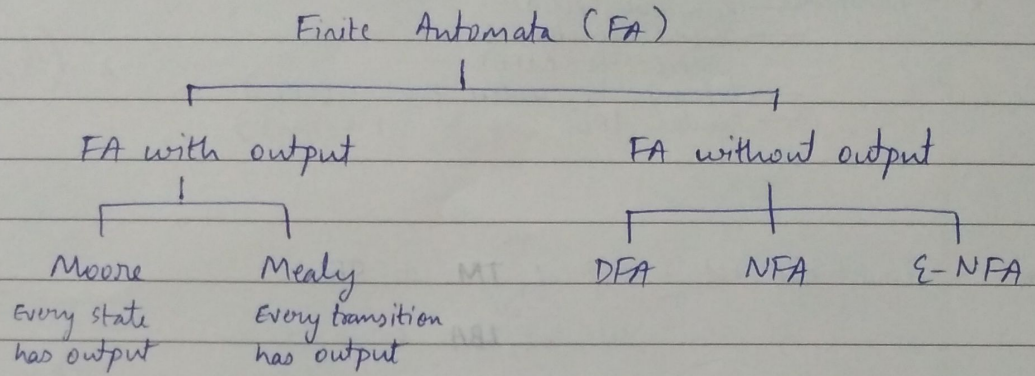 Finite Automata (FA)
FA with output FA without output
Moore Mealy DFA NFA ε-NFA
Every state Every transition
has output has output